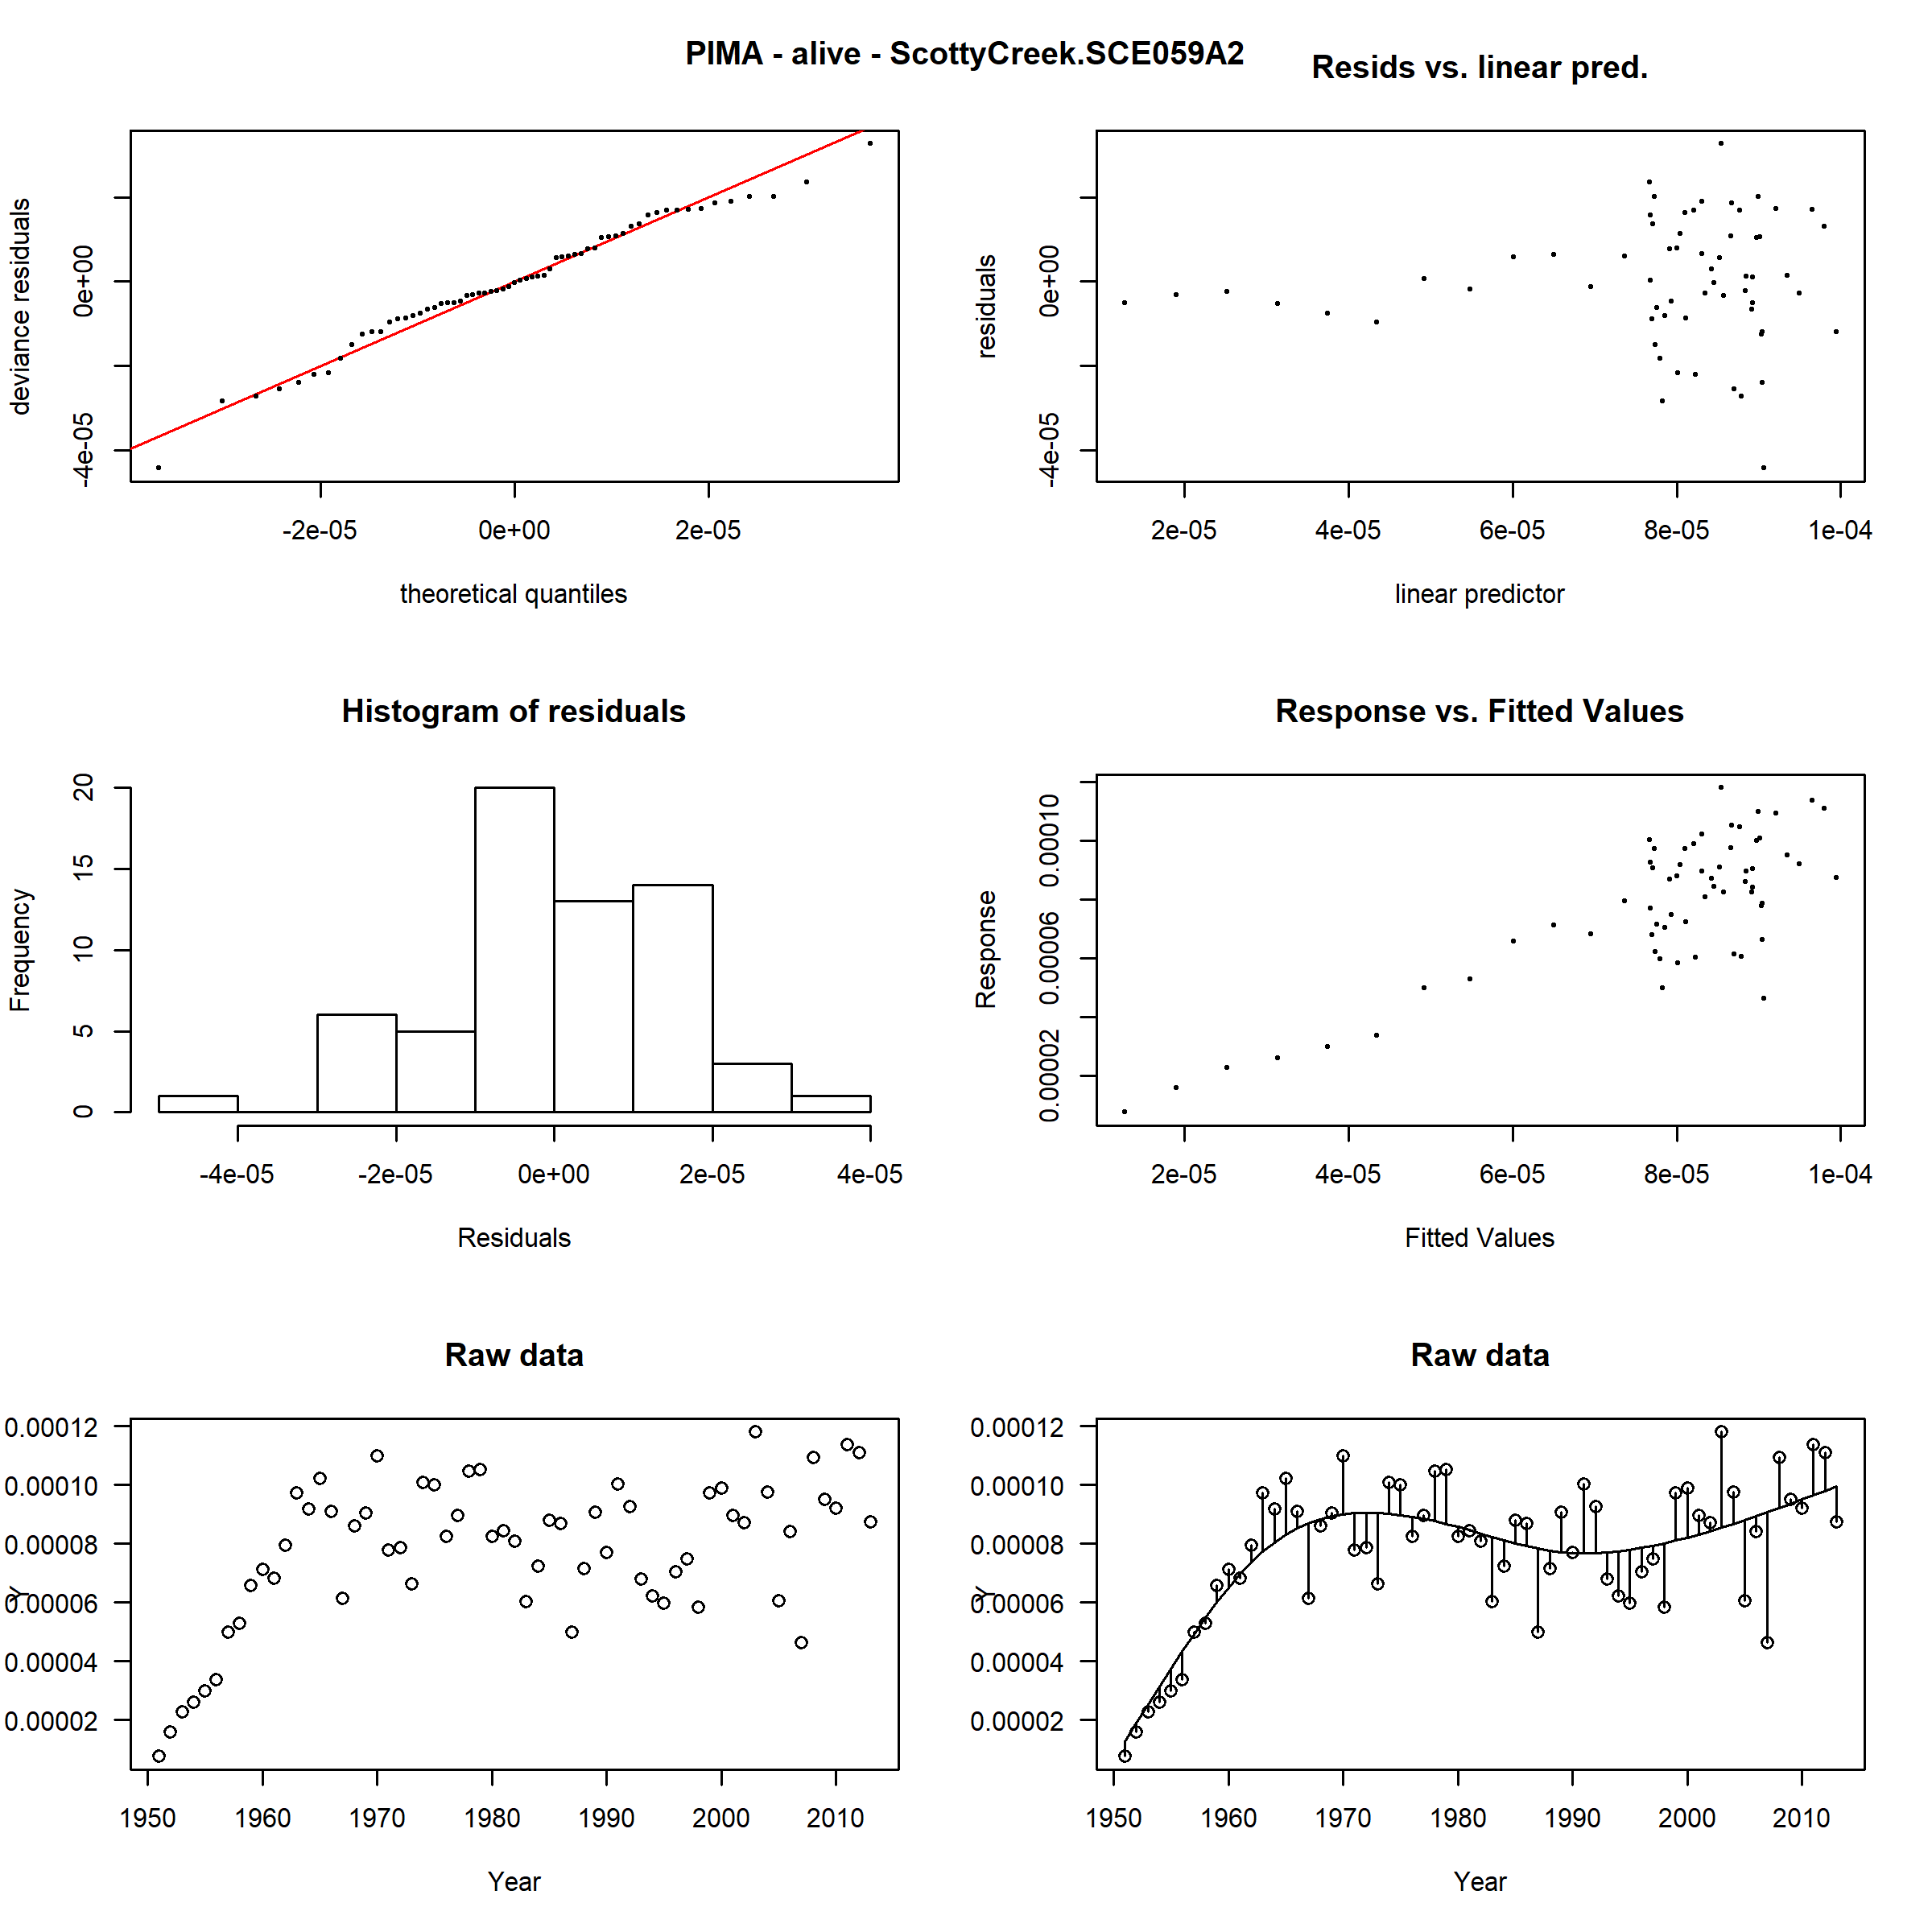 PIMA - alive - ScottyCreek.SCE059A2
Resids vs. linear pred.
deviance residuals
0e+00
-4e-05
-2e-05 0e+00 2e-05
theoretical quantiles
residuals
0e+00
-4e-05
2e-05 4e-05 6e-05 8e-05 1e-04
linear predictor
Histogram of residuals
Frequency
20
15
10
5
0
-4e-05 -2e-05 0e+00 2e-05 4e-05
Residuals
Response vs. Fitted Values
Response
0.00010
0.00006
0.00002
2e-05 4e-05 6e-05 8e-05 1e-04
Fitted Values
Raw data
Y
0.00012
0.00010
0.00008
0.00006
0.00004
0.00002
1950 1960 1970 1980 1990 2000 2010
Year
Raw data
Y
0.00012
0.00010
0.00008
0.00006
0.00004
0.00002
1950 1960 1970 1980 1990 2000 2010
Year